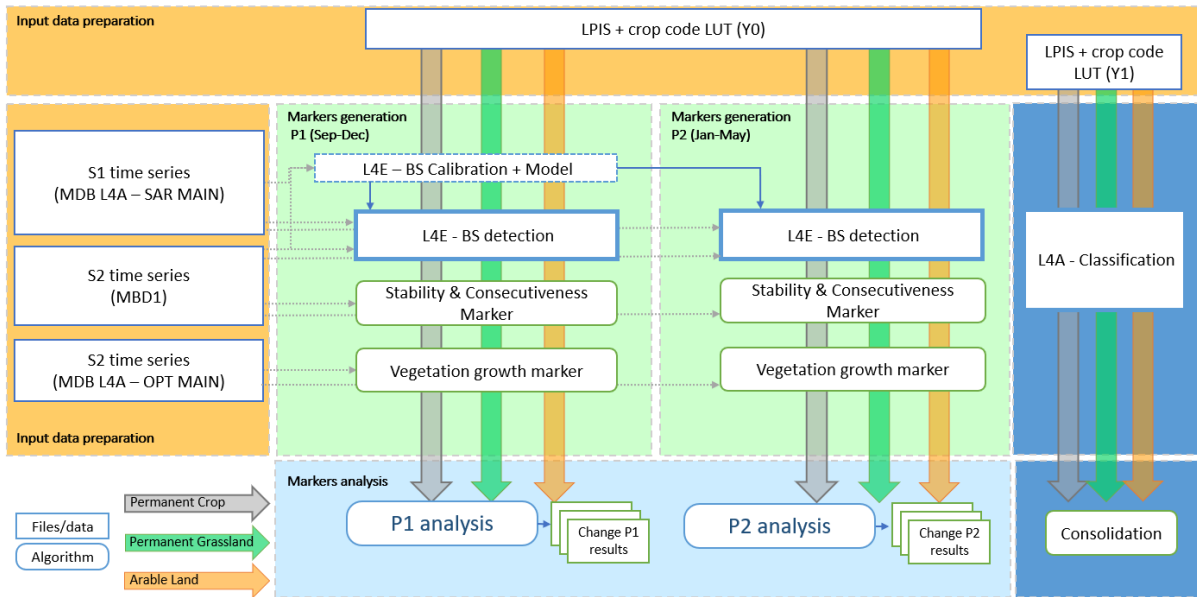 Input data preparation
LPIS + crop code LUT (Y0)
LPIS + crop code
LUT (Y1)
Markers generation
P1 (Sep-Dec)
Markers generation
P2 (Jan-May)
S1 time series
(MDB L4A – SAR MAIN)
L4E – BS Calibration + Model
L4E - BS detection
L4E - BS detection
L4A - Classification
S2 time series
(MBD1)
Stability & Consecutiveness
Marker
Stability & Consecutiveness
Marker
S2 time series
(MDB L4A – OPT MAIN)
Vegetation growth marker
Vegetation growth marker
Input data preparation
Markers analysis
Permanent Crop
Files/data
Permanent Grassland
Algorithm
Arable Land
P1 analysis
Change P1
results
P2 analysis
Change P2
results
Consolidation